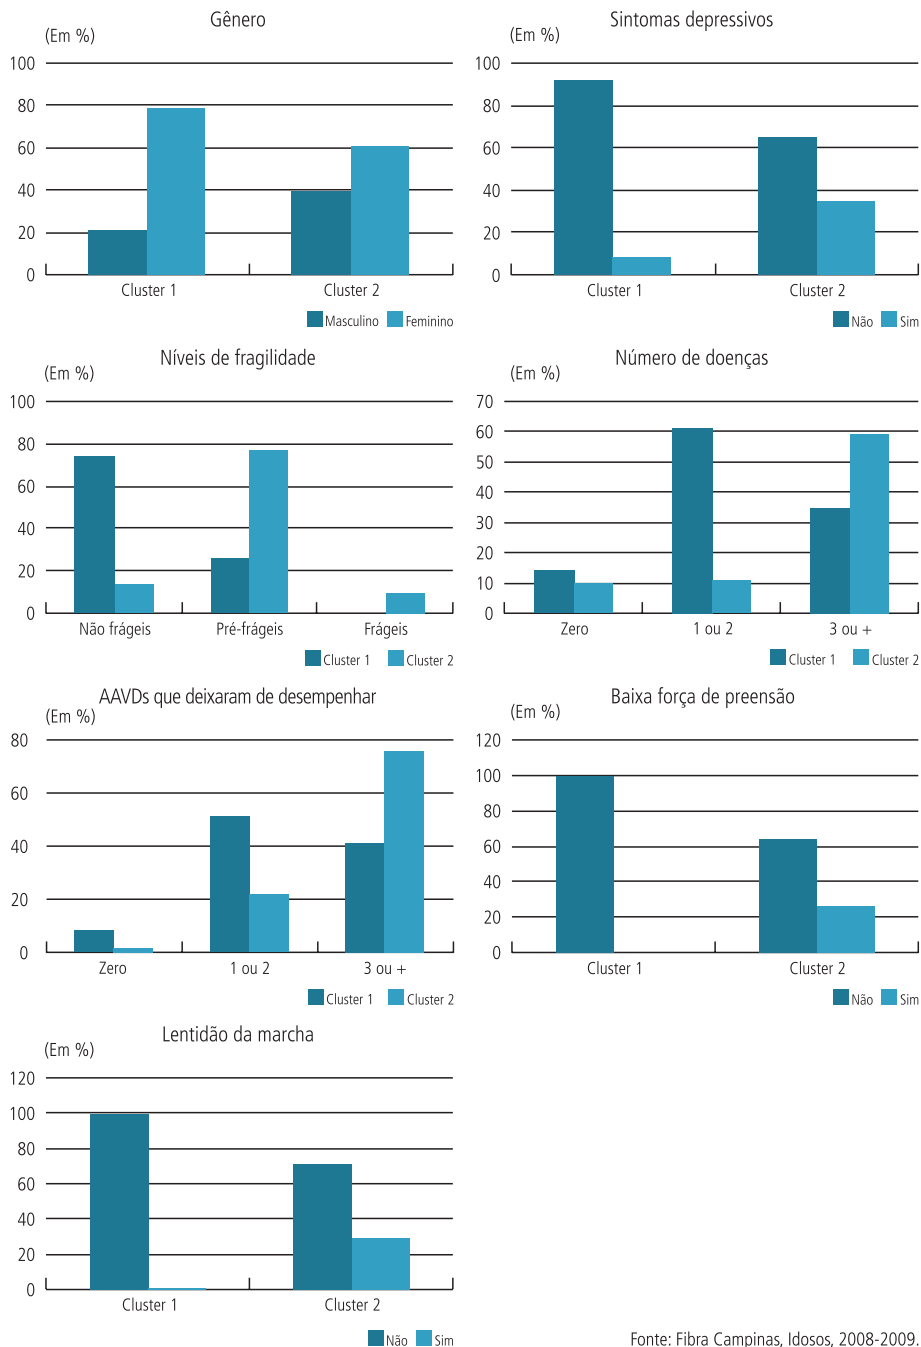 Gênero
(Em %)
100
80
60
40
20
0
Cluster 1 Cluster 2
Masculino Feminino
Sintomas depressivos
(Em %)
100
80
60
40
20
0
Cluster 1 Cluster 2
Não Sim
Níveis de fragilidade
(Em %)
100
80
60
40
20
0
Não frágeis Pré-frágeis Frágeis
Cluster 1 Cluster 2
Número de doenças
(Em %)
70
60
50
40
30
20
10
0
Zero 1 ou 2 3 ou +
Cluster 1 Cluster 2
AAVDs que deixaram de desempenhar
(Em %)
80
60
40
20
0
Zero 1 ou 2 3 ou +
Cluster 1 Cluster 2
Baixa força de preensão
(Em %)
120
100
80
60
40
20
0
Cluster 1 Cluster 2
Não Sim
Lentidão da marcha
(Em %)
120
100
80
60
40
20
0
Cluster 1 Cluster 2
Não Sim
Fonte: Fibra Campinas, Idosos, 2008-2009.